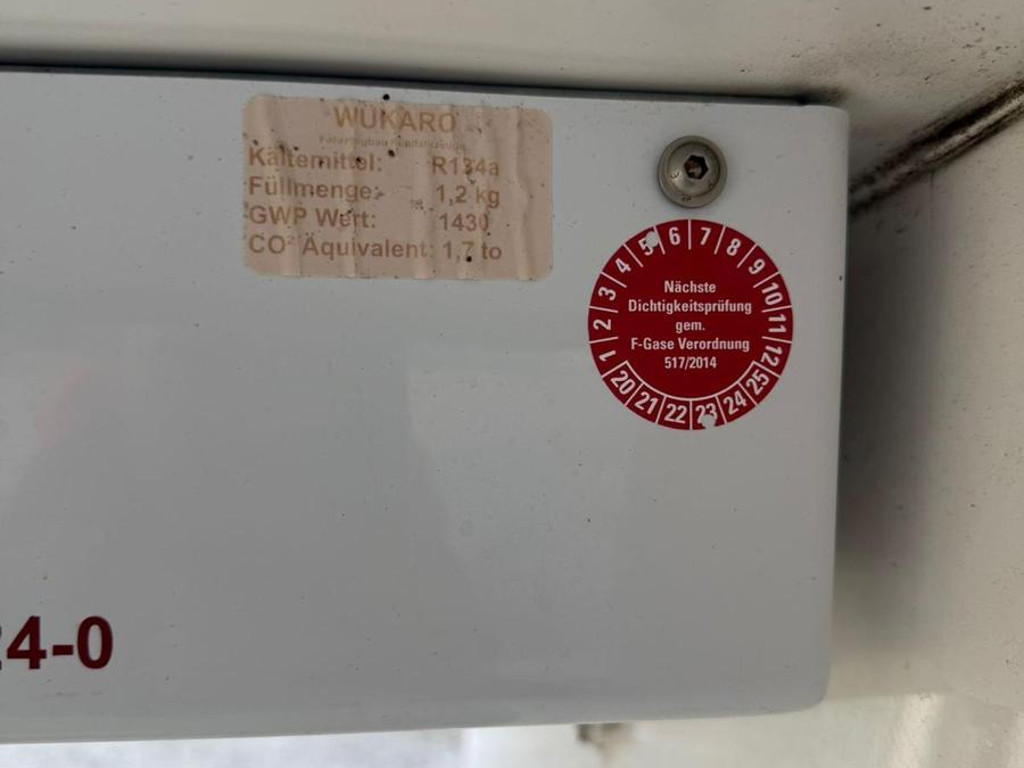 WÜKARO
Kältemittel: R134a
Füllmenge: 1,2 kg
GWP Wert: 1430
CO² Äquivalent: 1,7 to
1 2 3 4 5 6 7 8 9 10 11 12
Nächste
Dichtigkeitsprüfung
gem.
F-Gase Verordnung
517/2014
20 21 22 23 24 25
4-0